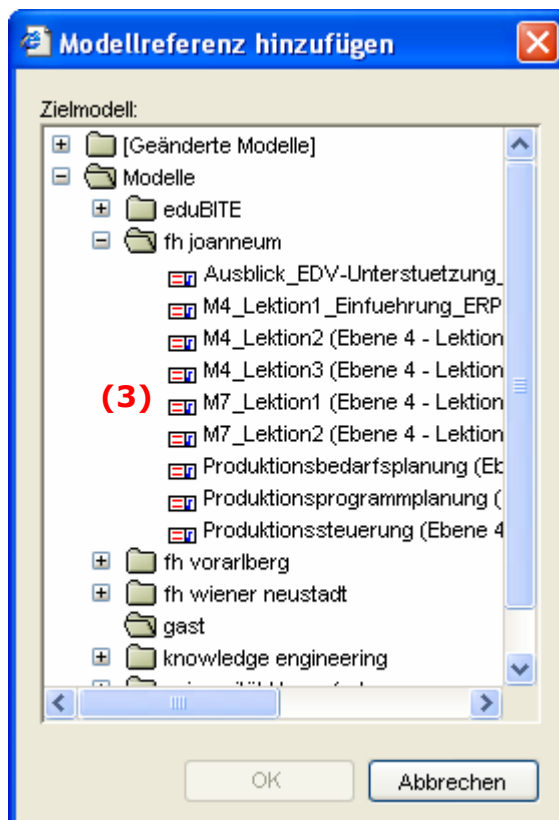 Modellreferenz hinzufügen
Zielmodell:
[Geänderte Modelle]
Modelle
eduBITE
fh joanneum
Ausblick_EDV-Unterstuetzung_
M4_Lektion1_Einfuehrung_ERP
M4_Lektion2 (Ebene 4 - Lektion
M4_Lektion3 (Ebene 4 - Lektion
(3) M7_Lektion1 (Ebene 4 - Lektion
M7_Lektion2 (Ebene 4 - Lektion
Produktionsbedarfsplanung (Eb
Produktionsprogrammplanung (
Produktionssteuerung (Ebene 4
fh vorarlberg
fh wiener neustadt
gast
knowledge engineering
OK Abbrechen